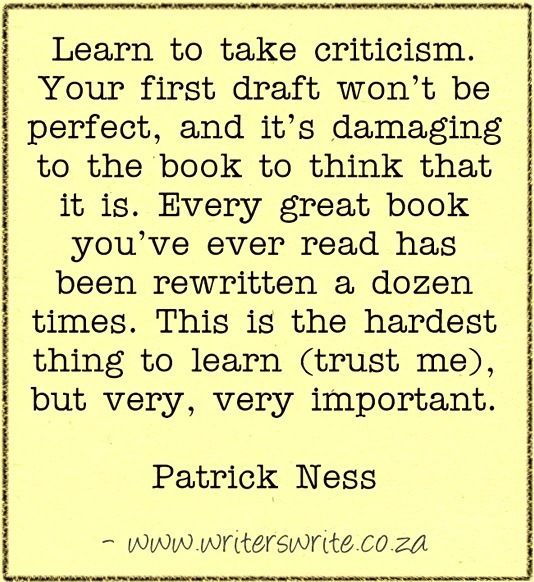 Learn to take criticism.
Your first draft won't be
perfect, and it's damaging
to the book to think that
it is. Every great book
you've ever read has
been rewritten a dozen
times. This is the hardest
thing to learn (trust me),
but very, very important.
Patrick Ness
- www.writerswrite.co.za